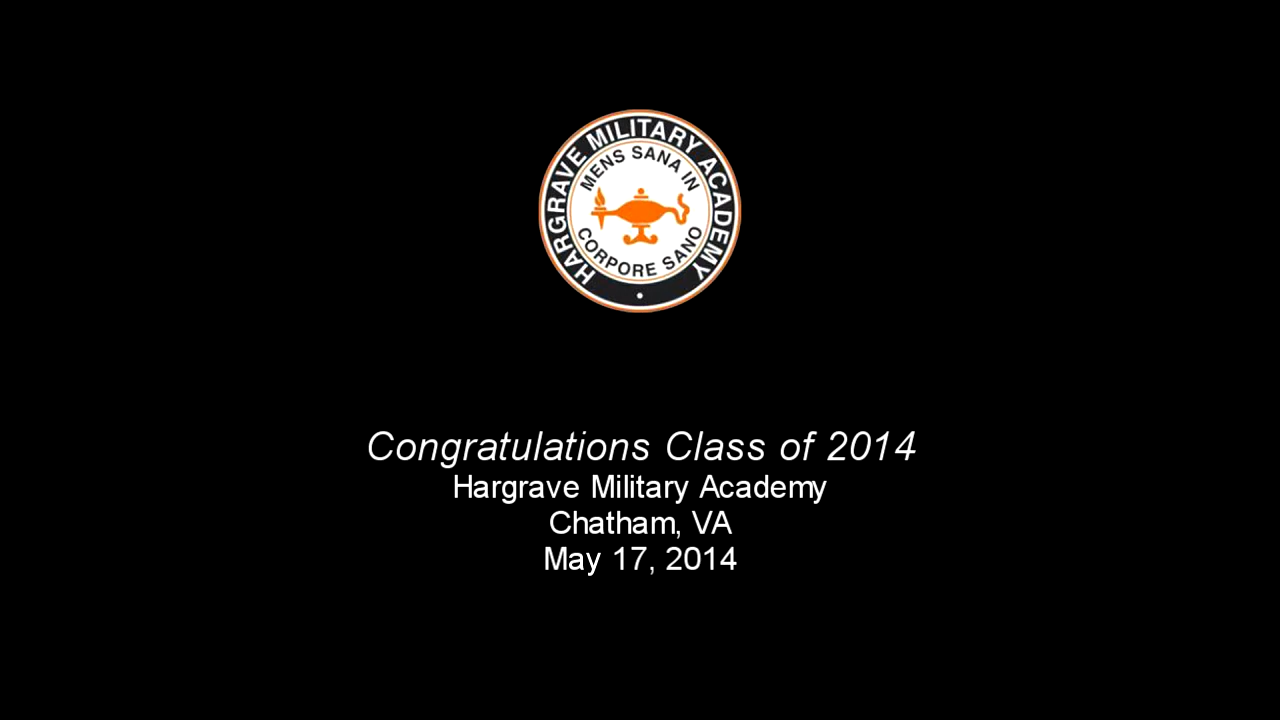 HARGRAVE MILITARY ACADEMY
MENS SANA IN
CORPORE SANO
Congratulations Class of 2014
Hargrave Military Academy
Chatham, VA
May 17, 2014